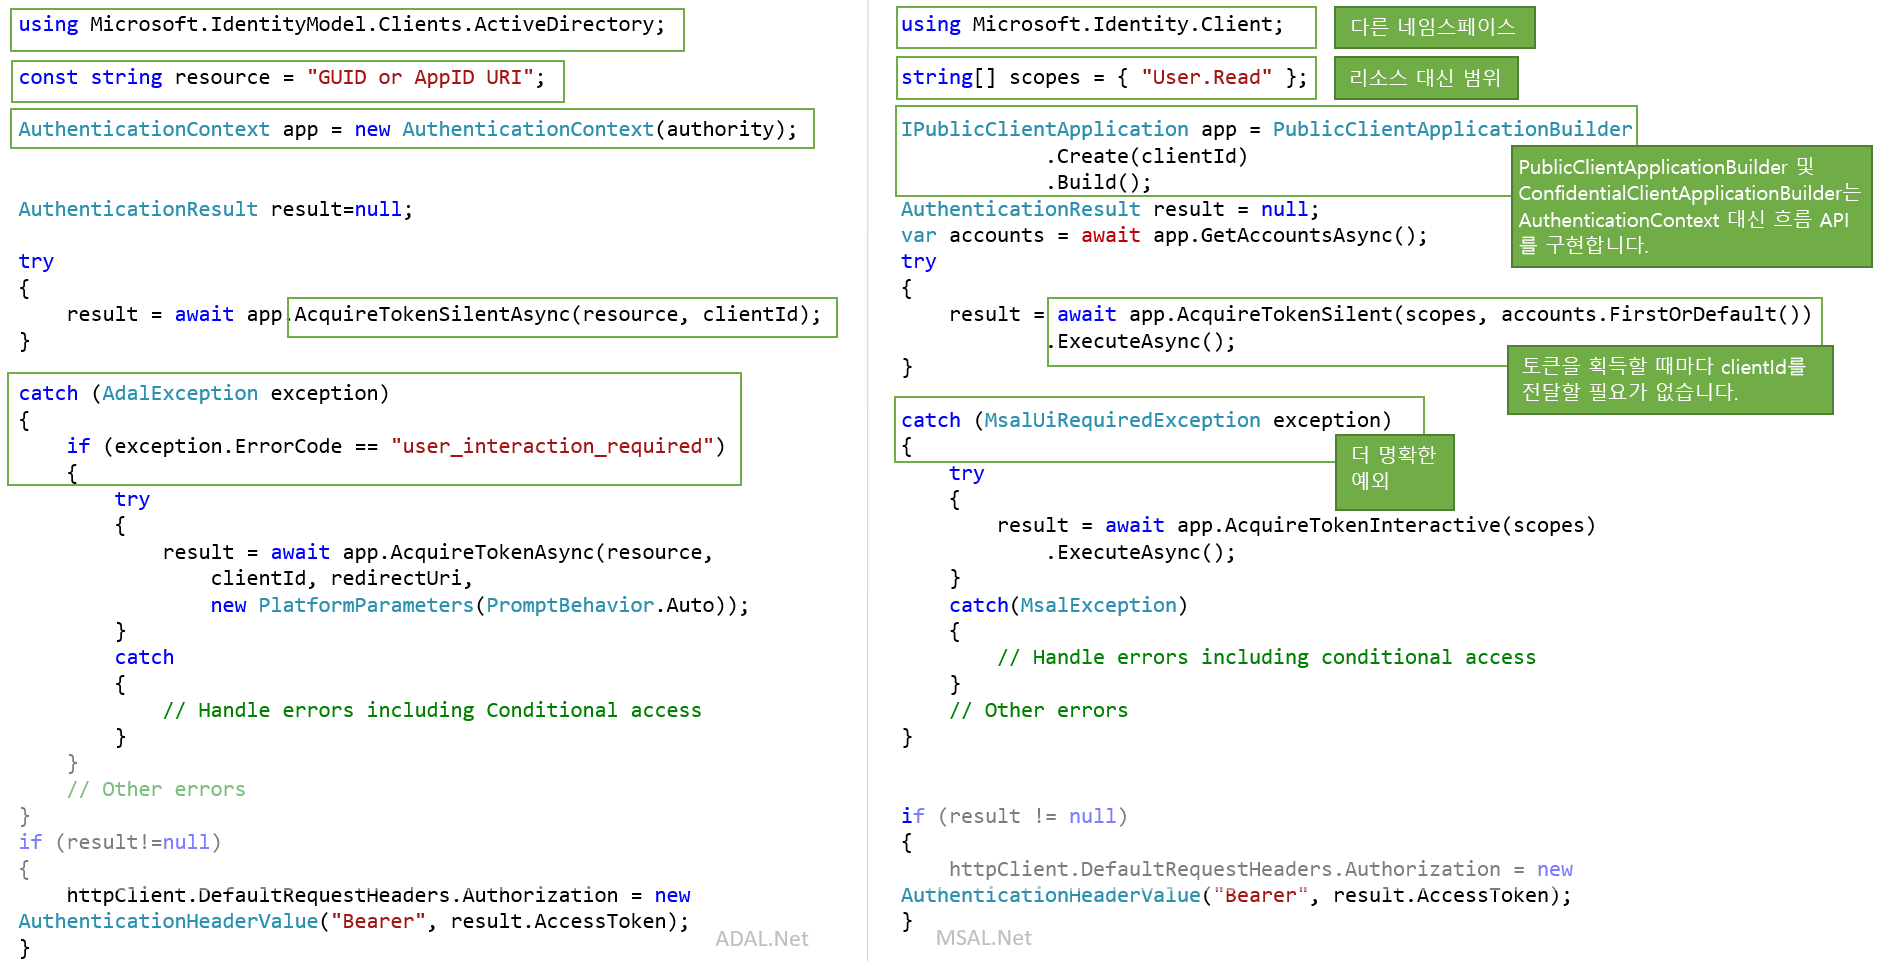 using Microsoft.IdentityModel.Clients.ActiveDirectory;
const string resource = "GUID or AppID URI";
AuthenticationContext app = new AuthenticationContext(authority);
AuthenticationResult result=null;
try
{
result = await app.AcquireTokenSilentAsync(resource, clientId);
}
catch (AdalException exception)
{
if (exception.ErrorCode == "user_interaction_required")
{
try
{
result = await app.AcquireTokenAsync(resource,
clientId, redirectUri,
new PlatformParameters(PromptBehavior.Auto));
}
catch
{
// Handle errors including Conditional access
}
}
// Other errors
}
if (result!=null)
{
httpClient.DefaultRequestHeaders.Authorization = new
AuthenticationHeaderValue("Bearer", result.AccessToken);
}
ADAL.Net
using Microsoft.Identity.Client;
다른 네임스페이스
string[] scopes = { "User.Read" };
리소스 대신 범위
IPublicClientApplication app = PublicClientApplicationBuilder
.Create(clientId)
.Build();
PublicClientApplicationBuilder 및
ConfidentialClientApplicationBuilder는
AuthenticationContext 대신 흐름 API
를 구현합니다.
AuthenticationResult result = null;
var accounts = await app.GetAccountsAsync();
try
{
result = await app.AcquireTokenSilent(scopes, accounts.FirstOrDefault())
.ExecuteAsync();
}
토큰을 획득할 때마다 clientId를
전달할 필요가 없습니다.
catch (MsalUiRequiredException exception)
{
더 명확한
예외
try
{
result = await app.AcquireTokenInteractive(scopes)
.ExecuteAsync();
}
catch(MsalException)
{
// Handle errors including conditional access
}
// Other errors
}
if (result != null)
{
httpClient.DefaultRequestHeaders.Authorization = new
AuthenticationHeaderValue("Bearer", result.AccessToken);
}
MSAL.Net